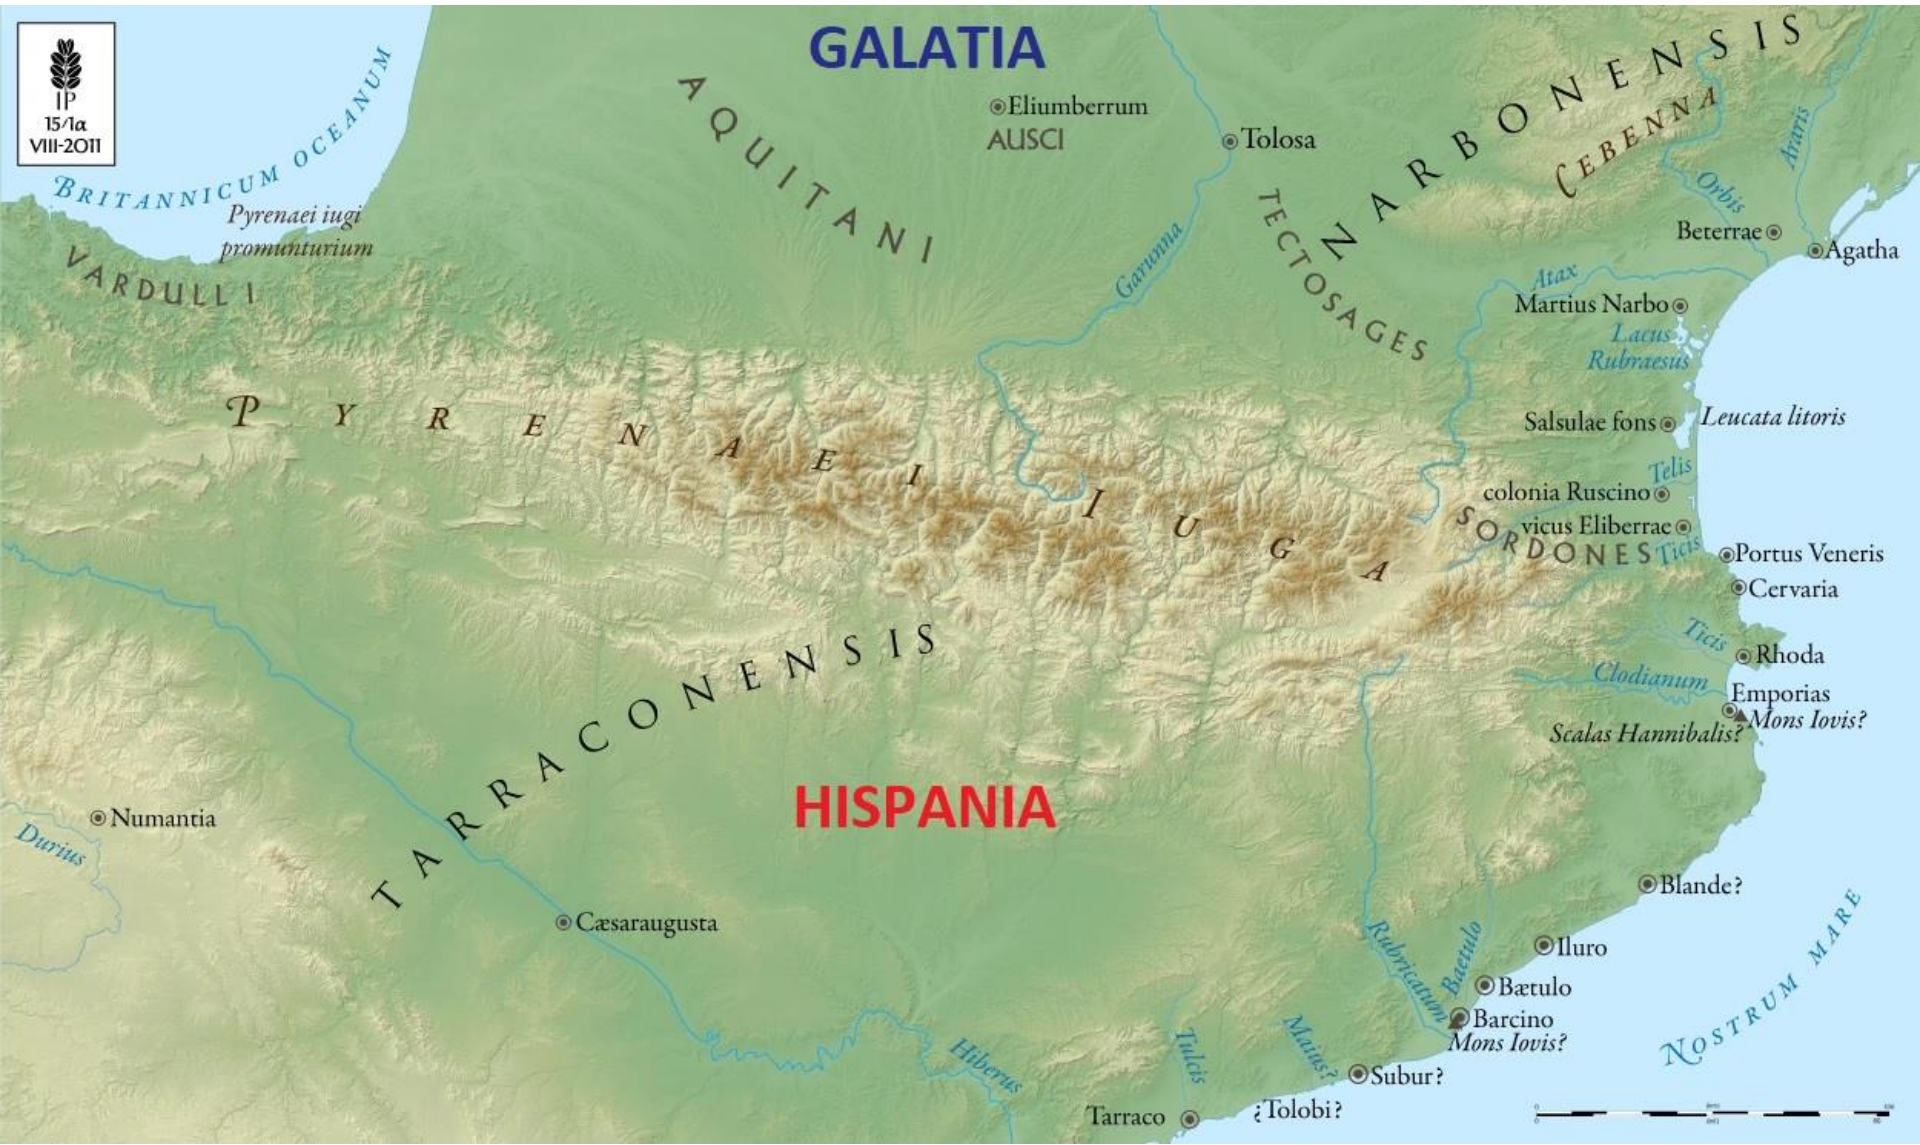 IP
15/1a
VIII-2011
BRITANNICUM OCEANUM
GALATIA
AQUITANI
Eliumberrum
AUSCI
Tolosa
NARBONENSIS
CEBENNA
Araris
Orbis
Beterrae
Agatha
Pyrenaei iugi
promunturium
VARDULLI
Garunna
TECTOSAGES
Atax
Martius Narbo
Lacus
Rubraesus
Salsulae fons
Leucata litoris
PYRENAEI IUGA
Telis
colonia Ruscino
vicus Eliberrae
SORDONES
Ticis
Portus Veneris
Cervaria
Ticis
Rhoda
Clodianum
Emporias
Mons Iovis?
Scalas Hannibalis?
TARRACONENSIS
HISPANIA
Numantia
Durius
Cæsaraugusta
Blande?
Iluro
Rubricatum
Baetulo
Bætulo
Barcino
Mons Iovis?
NOSTRUM MARE
Hiberus
Tulcis
Maius?
Subur?
¿Tolobi?
Tarraco